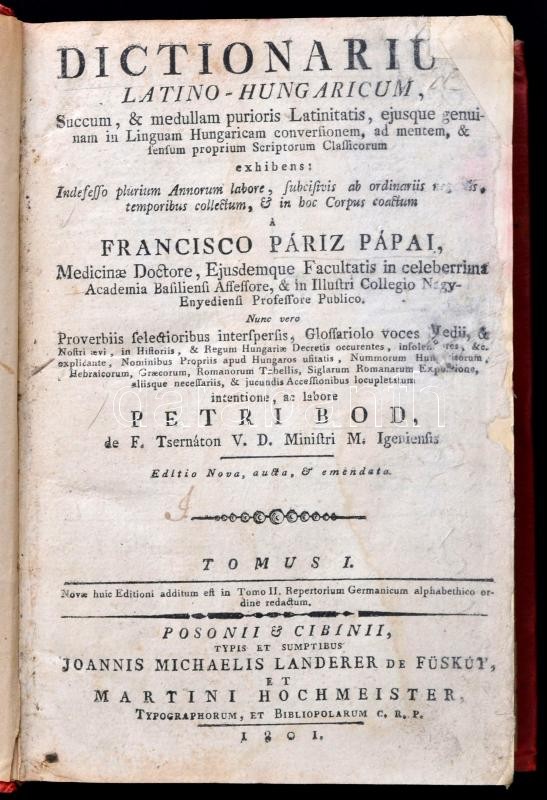 DICTIONARIU
LATINO-HUNGARICUM,
Succum, & medullam purioris Latinitatis, ejusque genui-
nam in Linguam Hungaricam conversionem, ad mentem, &
sensum proprium Scriptorum Classicorum
exhibens:
Indefesso plurium Annorum labore, subcisivis ab ordinariis
temporibus collectum, & in hoc Corpus coactum
À
FRANCISCO PÁRIZ PÁPAI,
Medicinæ Doctore, Ejusdemque Facultatis in celeberrima
Academia Basiliensi Assessore, & in Illustri Collegio Nagy-
Enyediensi Professore Publico.
Nunc vero
Proverbiis selectioribus interspersis, Glossariolo voces Medii, &
Nostri ævi, in Historiis, & Regum Hungariæ Decretis occurentes, &c.
explicante, Nominibus Propriis apud Hungaros usitatis, Nummorum
Hebraicorum, Græcorum, Romanorum Tabellis, Siglarum Romanarum Expositione,
aliisque necessariis, & jucundis Accessionibus locupletatum
intentione, ac labore
PETRI BOD,
de F. Tsernáton V. D. Ministri M. Igeniensis
Editio Nova, aucta, & emendata.
TOMUS I.
Novæ huic Editioni additum est in Tomo II. Repertorium Germanicum alphabethico or-
dine redactum.
POSONII & CIBINII,
TYPIS ET SUMPTIBUS
JOANNIS MICHAELIS LANDERER DE FÜSKÚT,
ET
MARTINI HOCHMEISTER,
TYPOGRAPHORUM, ET BIBLIOPOLARUM C. R. P.
1801.